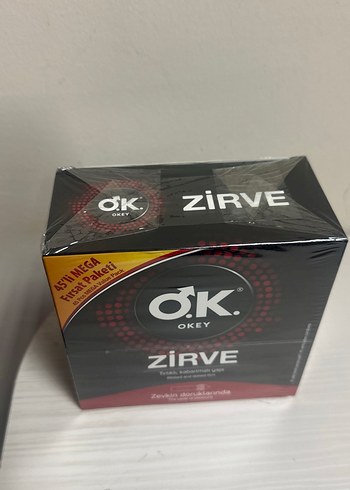 O.K.
OKEY
ZİRVE
45'li MEGA
Fırsat Paketi
O.K.®
OKEY
ZİRVE
Zevkin doruklarında